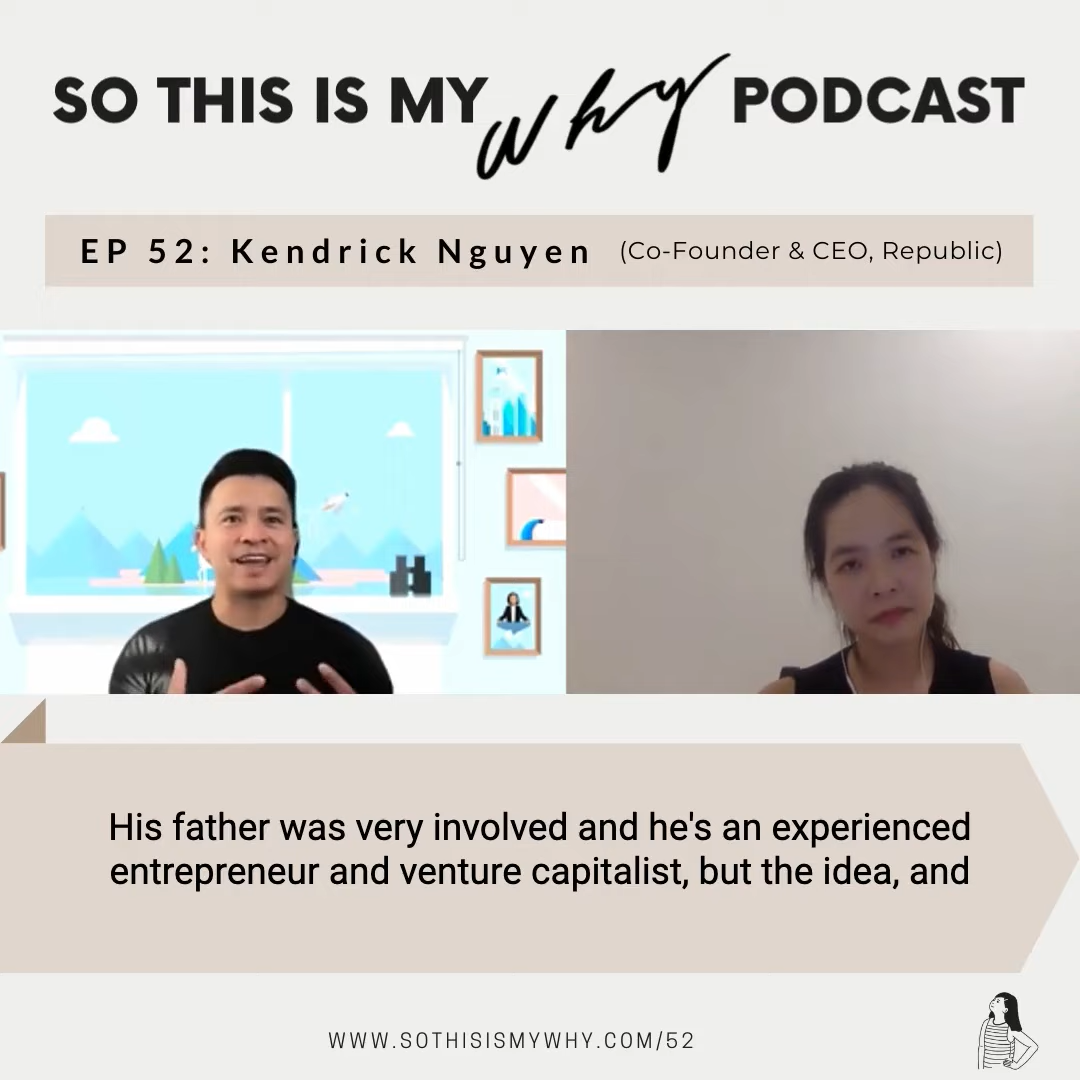 SO THIS IS MY why PODCAST
EP 52: Kendrick Nguyen (Co-Founder & CEO, Republic)
His father was very involved and he's an experienced
entrepreneur and venture capitalist, but the idea, and
WWW.SOTHISISMYWHY.COM/52